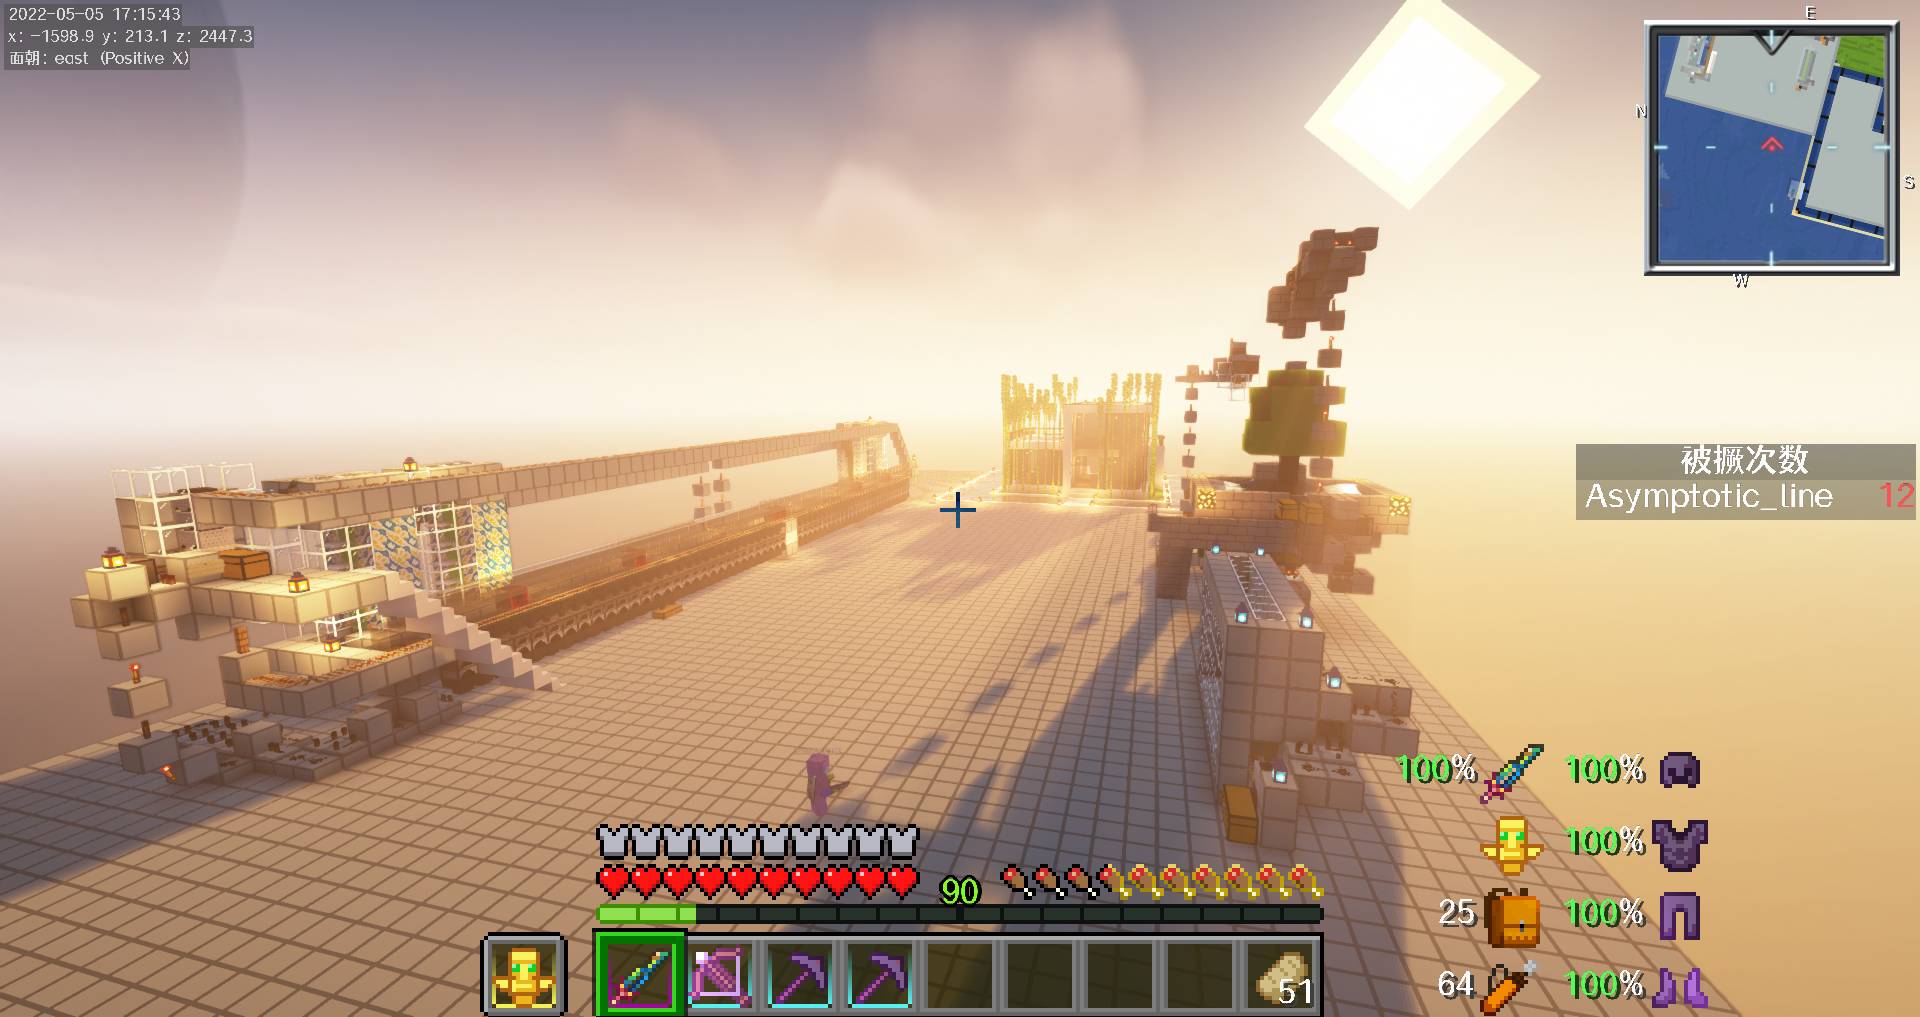 2022-05-05 17:15:43
x: -1598.9 y: 213.1 z: 2447.3
面朝: east (Positive X)
E
N
S
W
被撅次数
Asymptotic_line 12
100% 100%
100%
25 100%
64 100%
90
51